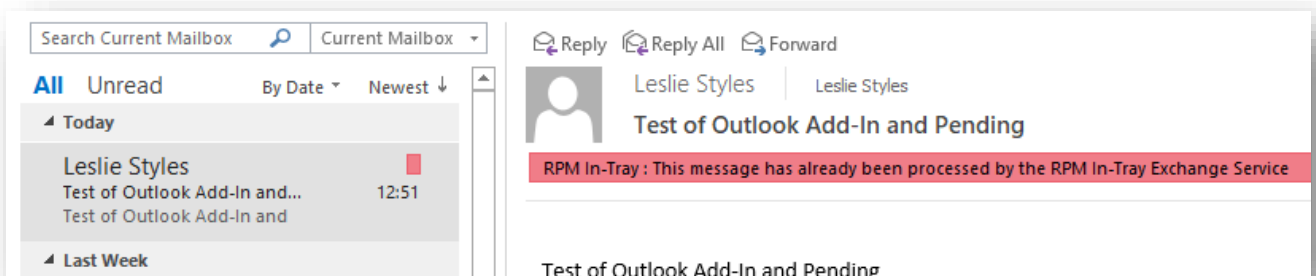 Search Current Mailbox Current Mailbox
All Unread By Date Newest ↓
Today
Leslie Styles
Test of Outlook Add-In and... 12:51
Test of Outlook Add-In and
Last Week
Reply Reply All Forward
Leslie Styles Leslie Styles
Test of Outlook Add-In and Pending
RPM In-Tray : This message has already been processed by the RPM In-Tray Exchange Service
Test of Outlook Add-In and Pending